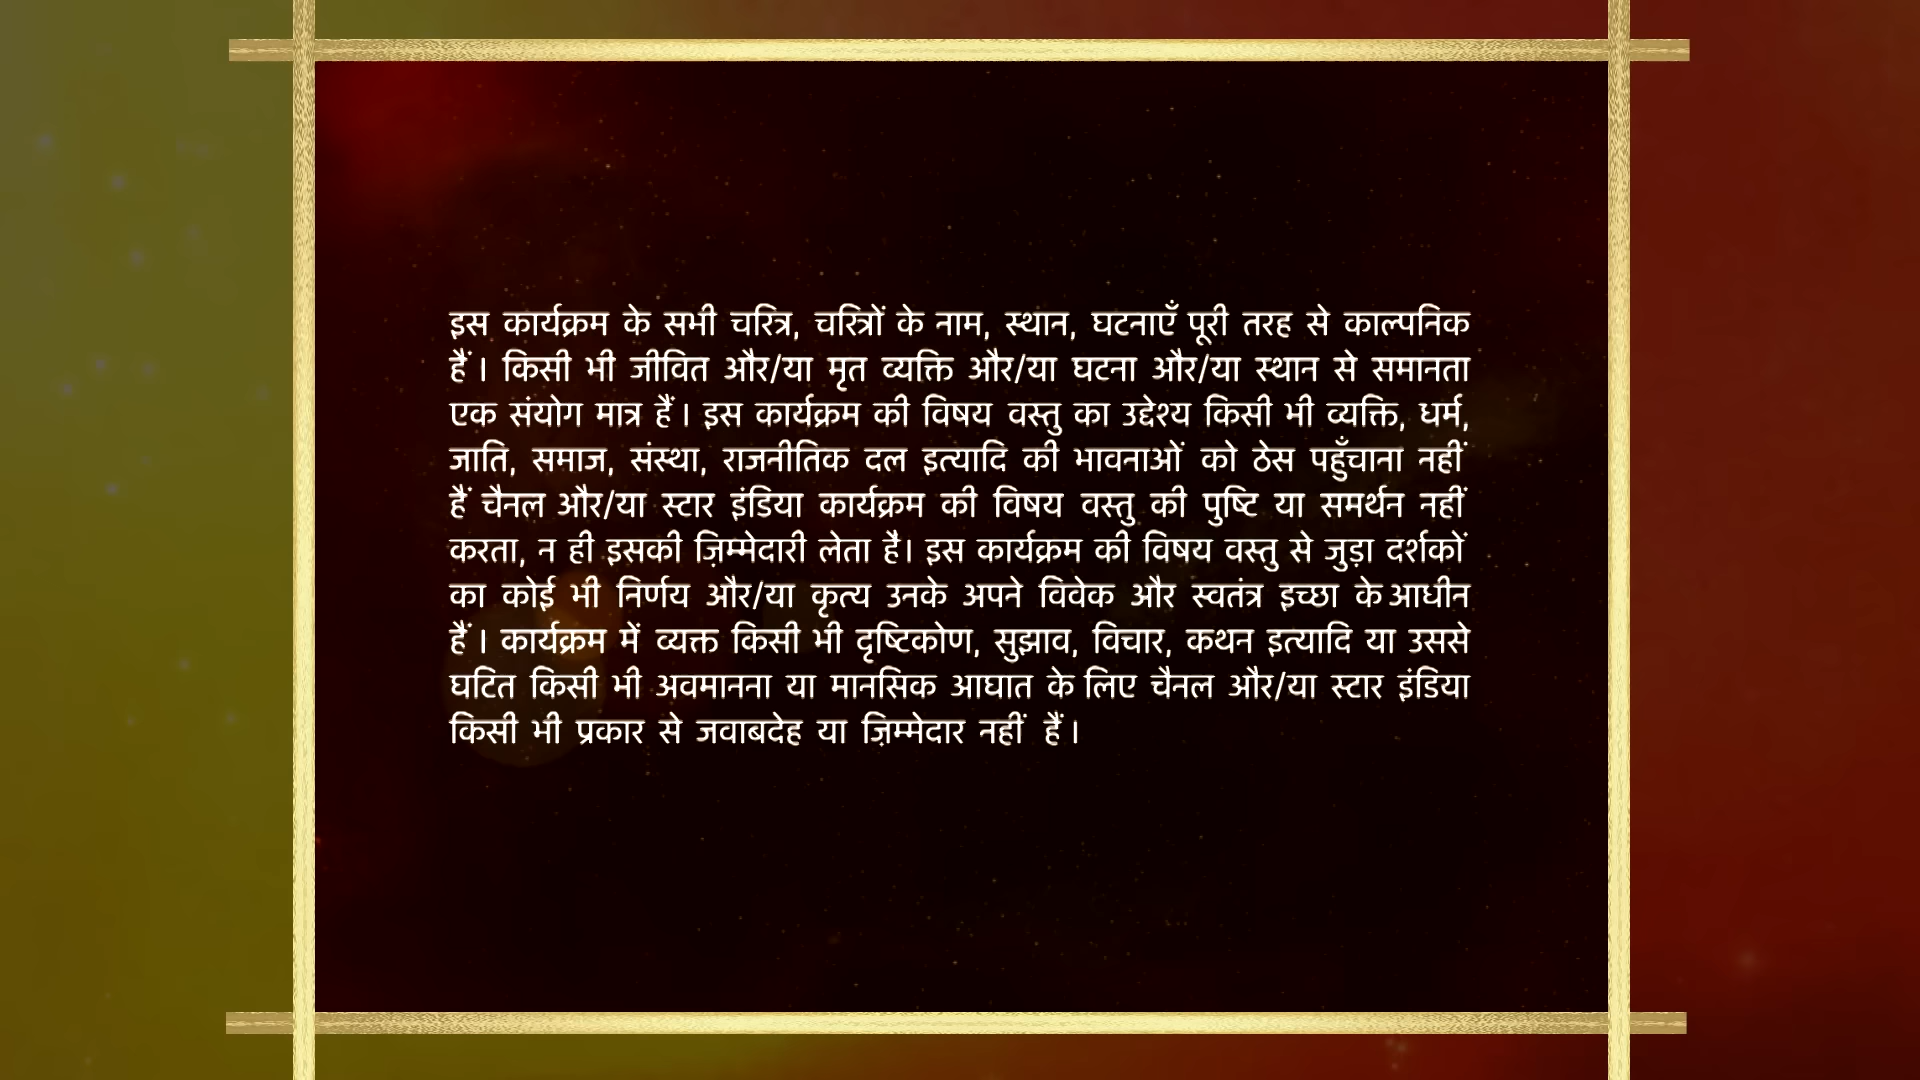 इस कार्यक्रम के सभी चरित्र, चरित्रों के नाम, स्थान, घटनाएँ पूरी तरह से काल्पनिक
हैं । किसी भी जीवित और/या मृत व्यक्ति और/या घटना और/या स्थान से समानता
एक संयोग मात्र हैं । इस कार्यक्रम की विषय वस्तु का उद्देश्य किसी भी व्यक्ति, धर्म,
जाति, समाज, संस्था, राजनीतिक दल इत्यादि की भावनाओं को ठेस पहुँचाना नहीं
हैं चैनल और/या स्टार इंडिया कार्यक्रम की विषय वस्तु की पुष्टि या समर्थन नहीं
करता, न ही इसकी ज़िम्मेदारी लेता है। इस कार्यक्रम की विषय वस्तु से जुड़ा दर्शकों
का कोई भी निर्णय और/या कृत्य उनके अपने विवेक और स्वतंत्र इच्छा के आधीन
हैं । कार्यक्रम में व्यक्त किसी भी दृष्टिकोण, सुझाव, विचार, कथन इत्यादि या उससे
घटित किसी भी अवमानना या मानसिक आघात के लिए चैनल और/या स्टार इंडिया
किसी भी प्रकार से जवाबदेह या ज़िम्मेदार नहीं हैं ।